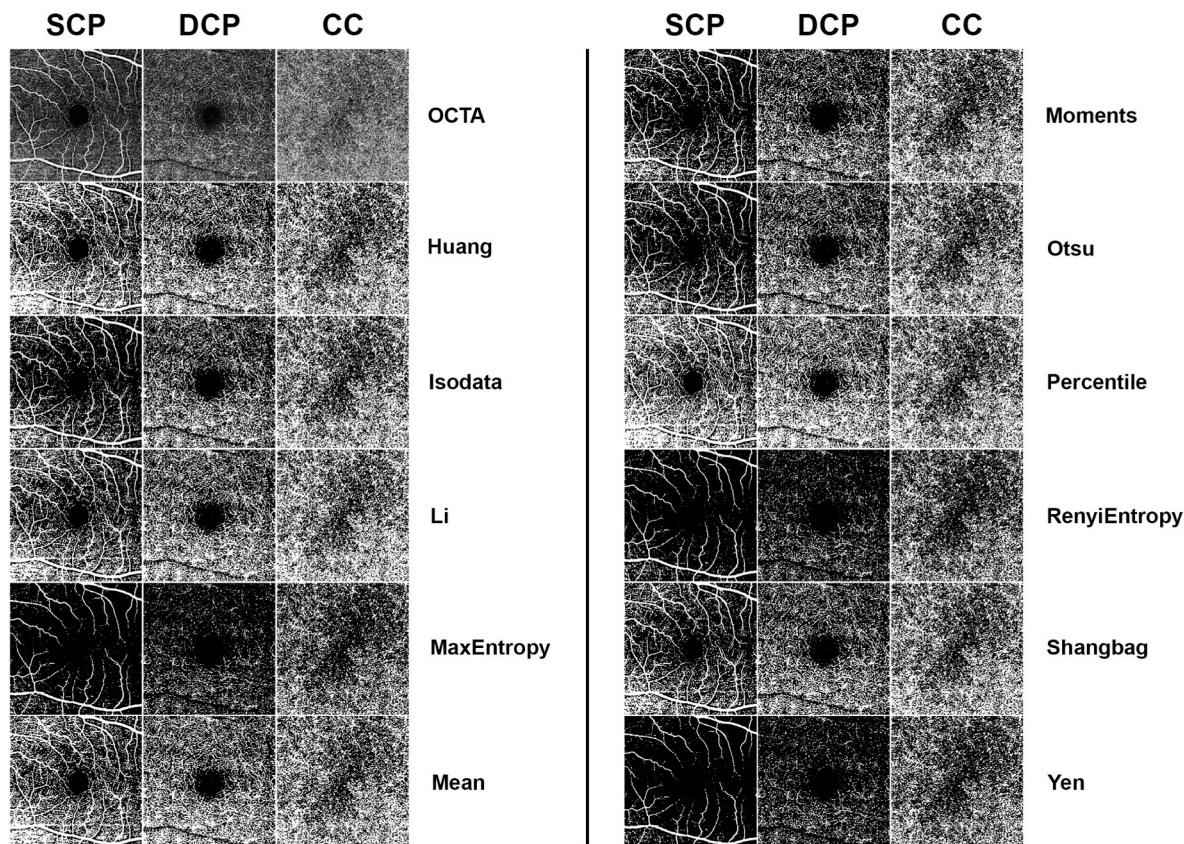 SCP DCP CC
OCTA
Huang
Isodata
Li
MaxEntropy
Mean
SCP DCP CC
Moments
Otsu
Percentile
RenyiEntropy
Shangbag
Yen